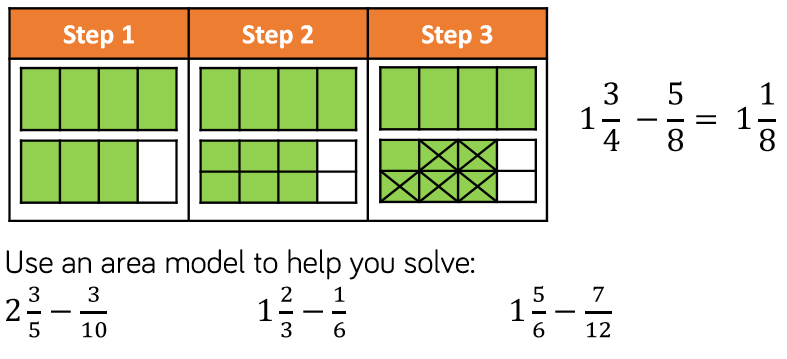 Step 1 Step 2 Step 3
1 3/4 − 5/8 = 1 1/8
Use an area model to help you solve:
2 3/5 − 3/10 1 2/3 − 1/6 1 5/6 − 7/12